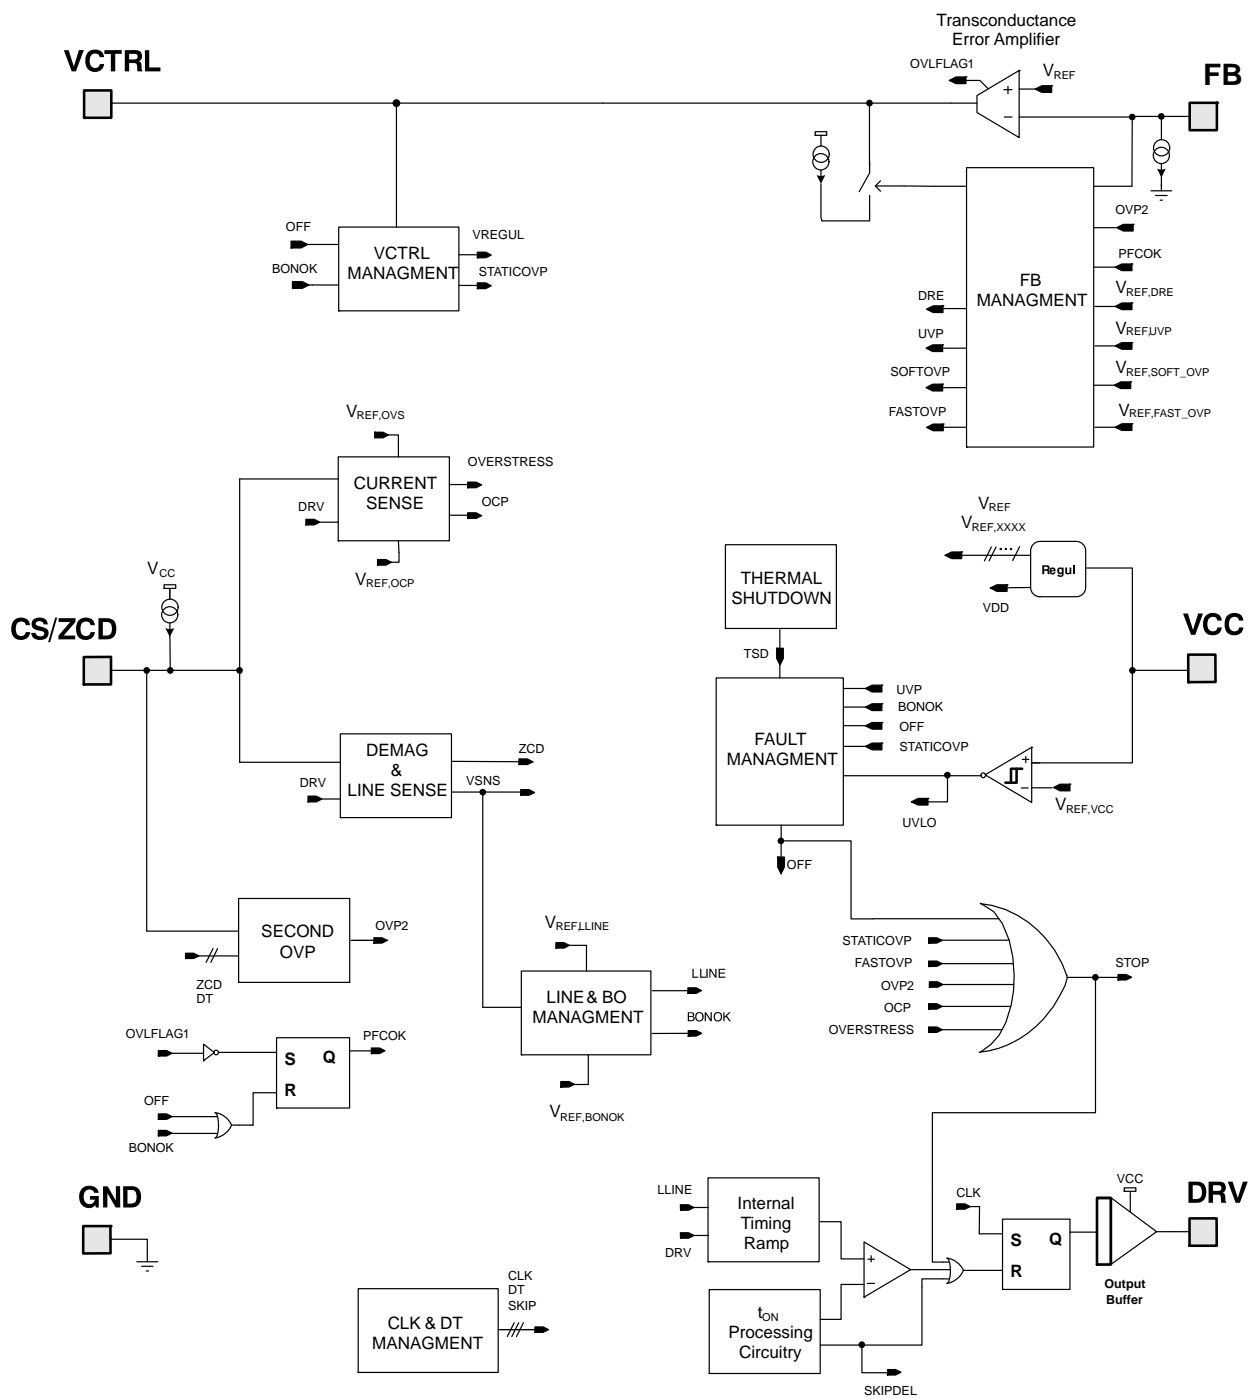 Transconductance
Error Amplifier
VCTRL
OVLFLAG1
VREF
FB
+
−
OFF
BONOK
VCTRL
MANAGMENT
VREGUL
STATICOVP
FB
MANAGMENT
OVP2
PFCOK
VREF,DRE
VREF,UVP
VREF,SOFT_OVP
VREF,FAST_OVP
DRE
UVP
SOFTOVP
FASTOVP
VREF,OVS
CURRENT
SENSE
DRV
OVERSTRESS
OCP
VREF,OCP
VREF
VREF,XXXX
...
Regul
VDD
THERMAL
SHUTDOWN
TSD
VCC
CS/ZCD
VCC
FAULT
MANAGMENT
UVP
BONOK
OFF
STATICOVP
+
−
VREF,VCC
UVLO
OFF
DEMAG
&
LINE SENSE
DRV
ZCD
VSNS
SECOND
OVP
OVP2
ZCD
DT
VREF,LLINE
LINE & BO
MANAGMENT
LLINE
BONOK
VREF,BONOK
STATICOVP
FASTOVP
OVP2
OCP
OVERSTRESS
STOP
OVLFLAG1
S
Q
R
PFCOK
OFF
BONOK
GND
LLINE
DRV
Internal
Timing
Ramp
+
−
CLK
S
Q
R
VCC
DRV
Output
Buffer
CLK
DT
SKIP
CLK & DT
MANAGMENT
tON
Processing
Circuitry
SKIPDEL